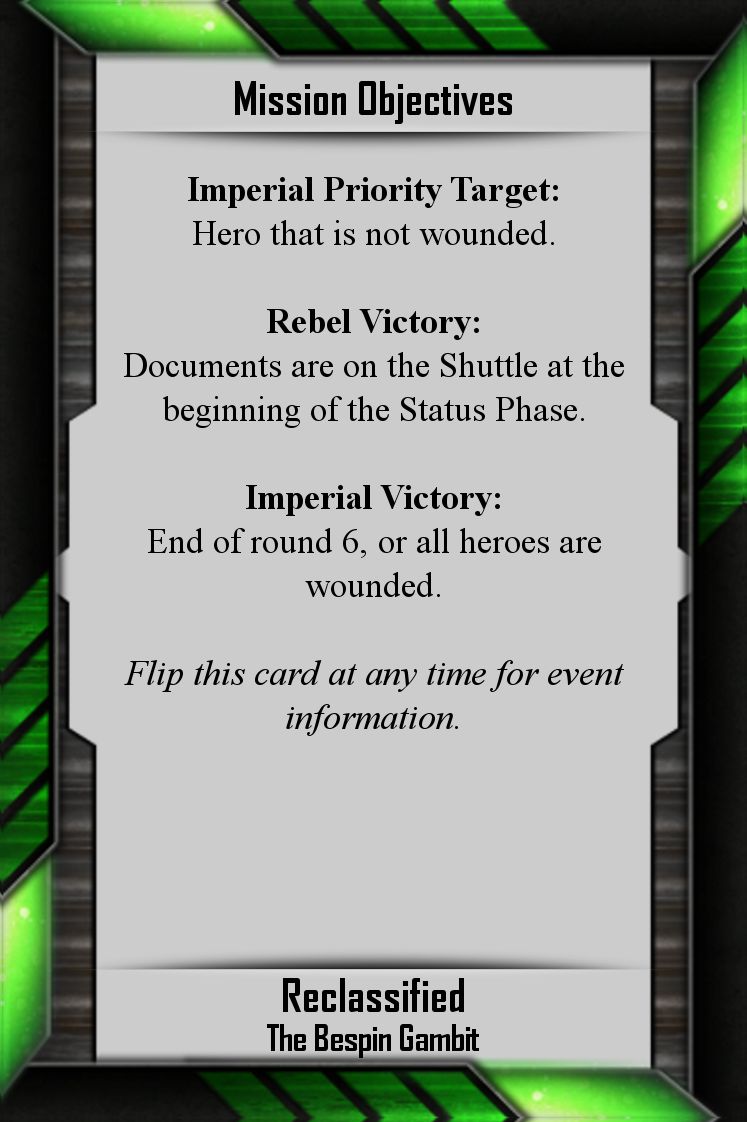 Mission Objectives
Imperial Priority Target:
Hero that is not wounded.
Rebel Victory:
Documents are on the Shuttle at the
beginning of the Status Phase.
Imperial Victory:
End of round 6, or all heroes are
wounded.
Flip this card at any time for event
information.
Reclassified
The Bespin Gambit